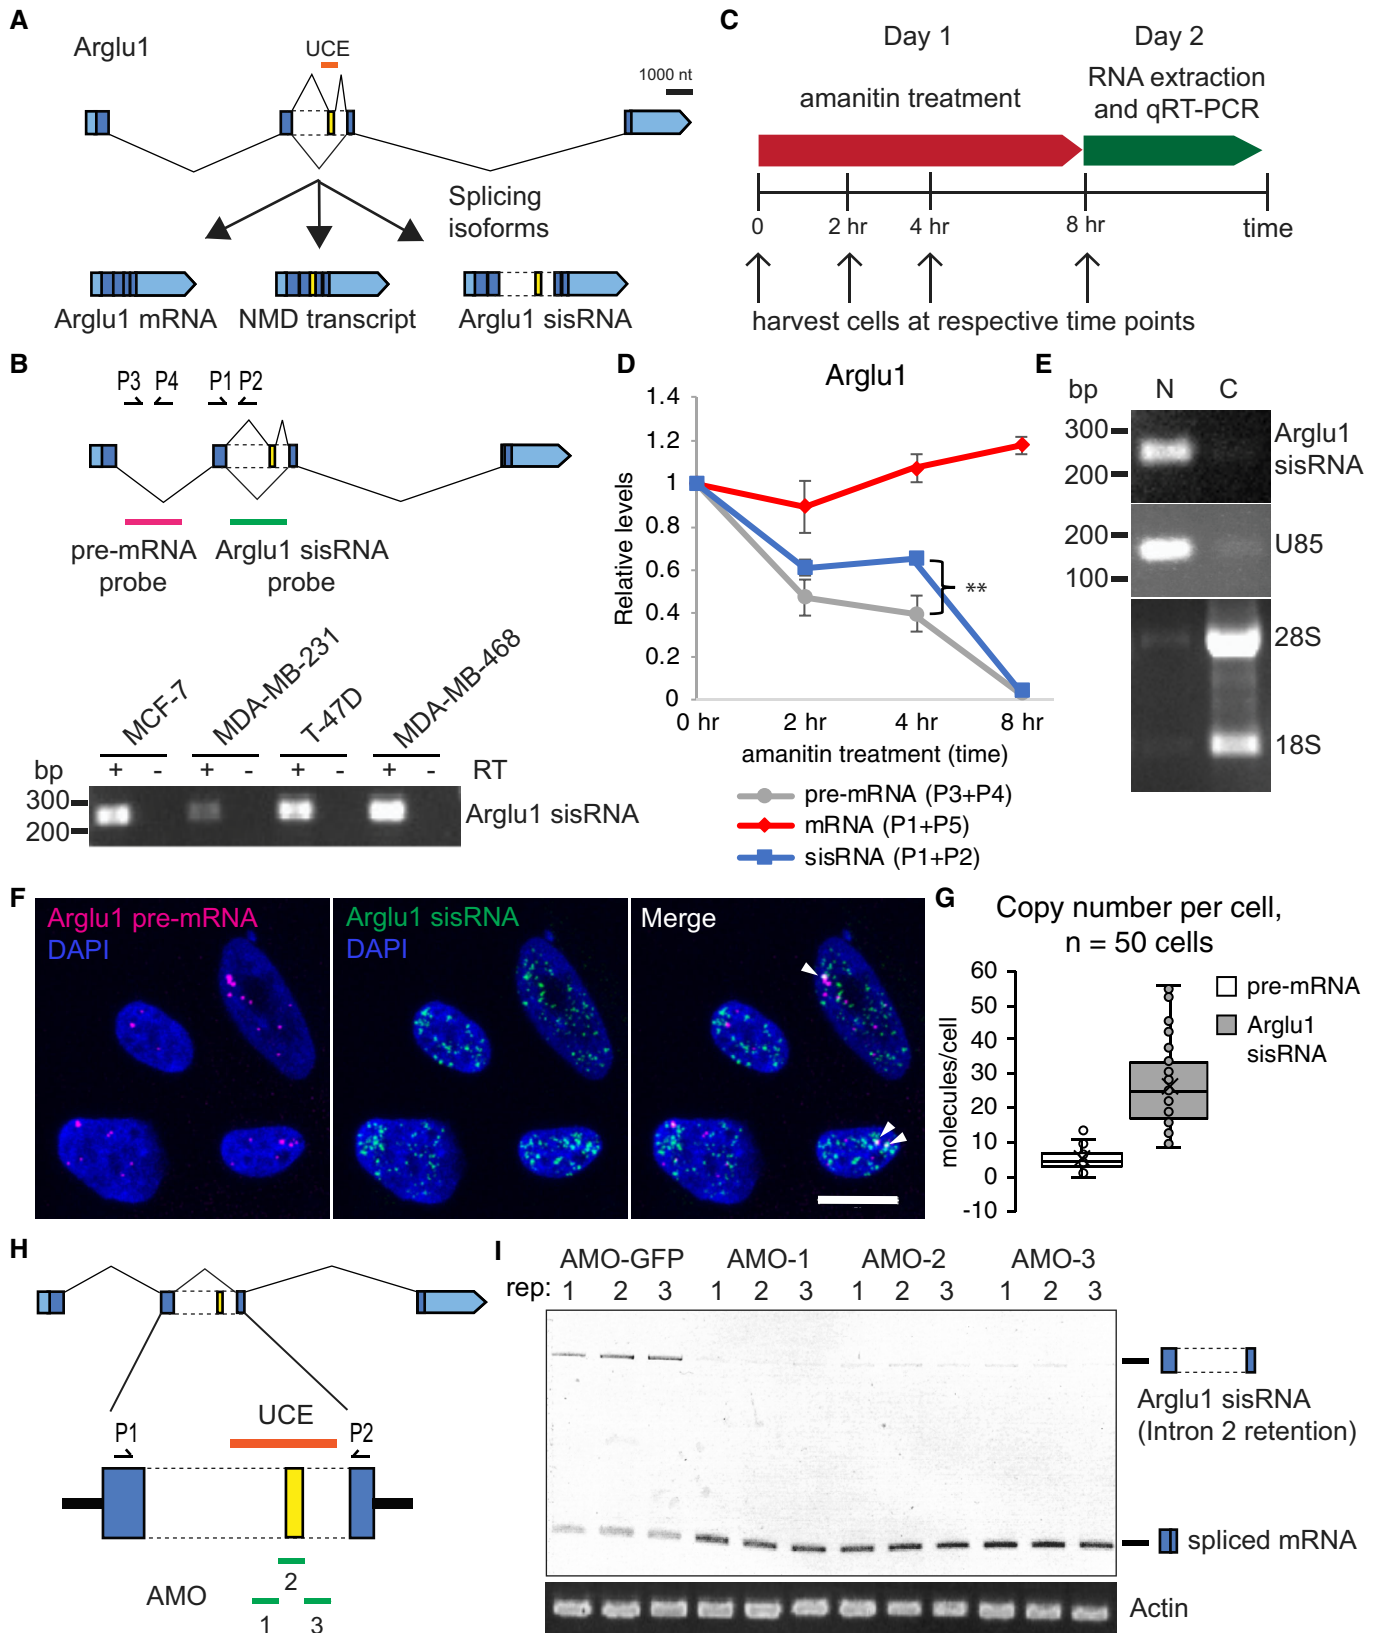 A
Arglu1
UCE
1000 nt
Splicing
isoforms
Arglu1 mRNA
NMD transcript
Arglu1 sisRNA
B
P3
P4
P1
P2
pre-mRNA
probe
Arglu1 sisRNA
probe
MCF-7
MDA-MB-231
T-47D
MDA-MB-468
bp
+ - + - + - + -
RT
300
200
Arglu1 sisRNA
C
Day 1
Day 2
amanitin treatment
RNA extraction
and qRT-PCR
0
2 hr
4 hr
8 hr
time
harvest cells at respective time points
D
Arglu1
Relative levels
1.4
1.2
1
0.8
0.6
0.4
0.2
0
**
0 hr
2 hr
4 hr
8 hr
amanitin treatment (time)
pre-mRNA (P3+P4)
mRNA (P1+P5)
sisRNA (P1+P2)
E
bp
N
C
300
200
Arglu1
sisRNA
200
100
U85
28S
18S
F
Arglu1 pre-mRNA
DAPI
Arglu1 sisRNA
DAPI
Merge
G
Copy number per cell,
n = 50 cells
molecules/cell
60
50
40
30
20
10
0
-10
pre-mRNA
Arglu1
sisRNA
H
P1
UCE
P2
AMO
2
1
3
I
AMO-GFP
AMO-1
AMO-2
AMO-3
rep: 1 2 3 1 2 3 1 2 3 1 2 3
Arglu1 sisRNA
(Intron 2 retention)
spliced mRNA
Actin